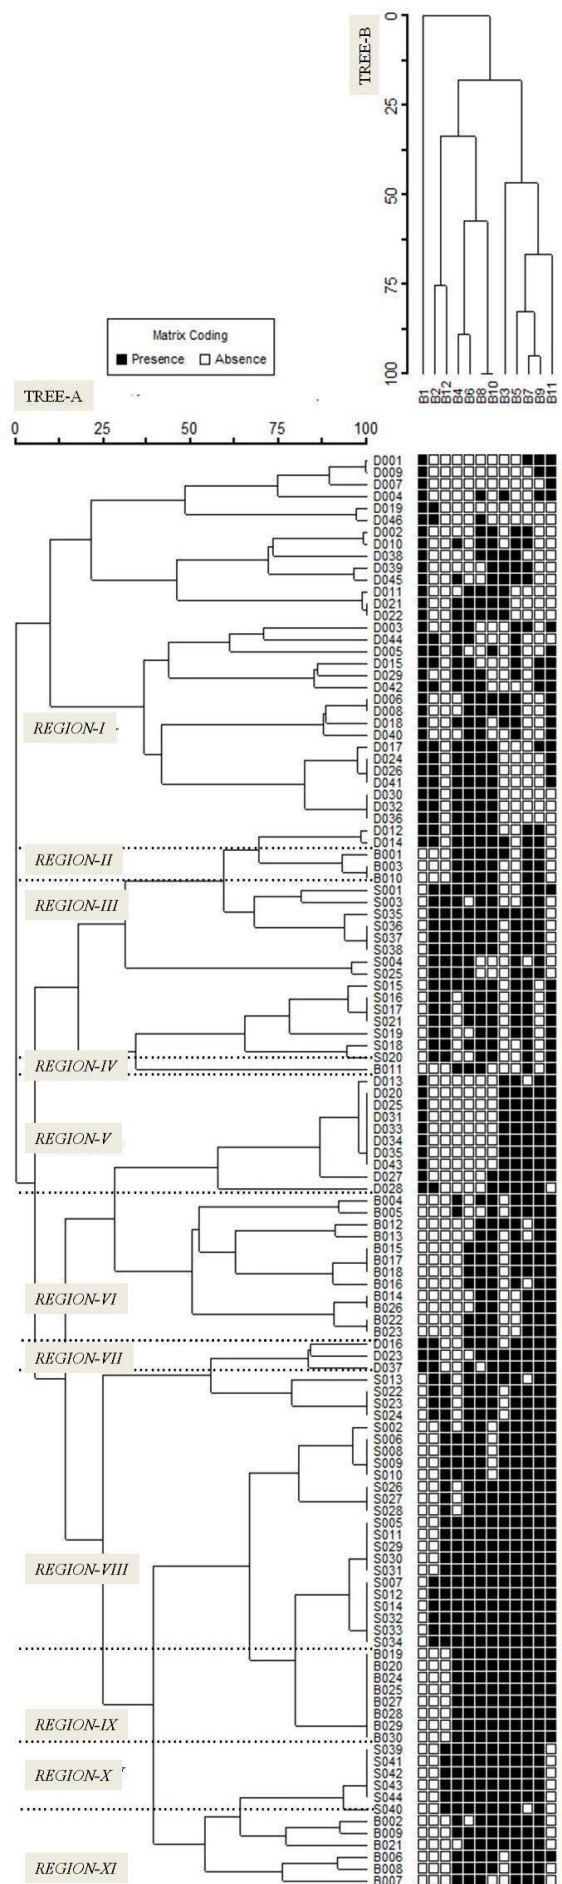 TREE-B
0
25
50
75
100
B1
B2
B12
B4
B6
B8
B10
B3
B5
B7
B9
B11
Matrix Coding
Presence Absence
TREE-A
0 25 50 75 100
D001
D009
D007
D004
D019
D046
D002
D010
D038
D039
D045
D011
D021
D022
D003
D044
D005
D015
D029
D042
D006
D008
D018
REGION-I
D040
D017
D024
D026
D041
D030
D032
D036
D012
D014
B001
REGION-II
B003
B010
S001
S003
REGION-III
S035
S036
S037
S038
S004
S025
S015
S016
S017
S021
S019
S018
S020
REGION-IV
B011
D013
D020
D025
D031
D033
REGION-V
D034
D035
D043
D027
D028
B004
B005
B012
B013
B015
B017
B018
B016
B014
REGION-VI
B026
B022
B023
D016
REGION-VII
D023
D037
S013
S022
S023
S024
S002
S006
S008
S009
S010
S026
S027
S028
S005
S011
S029
S030
REGION-VIII
S031
S007
S012
S014
S032
S033
S034
B019
B020
B024
B025
B027
B028
REGION-IX
B029
B030
S039
S041
REGION-X
S042
S043
S044
S040
B002
B009
B021
B006
REGION-XI
B008
B007